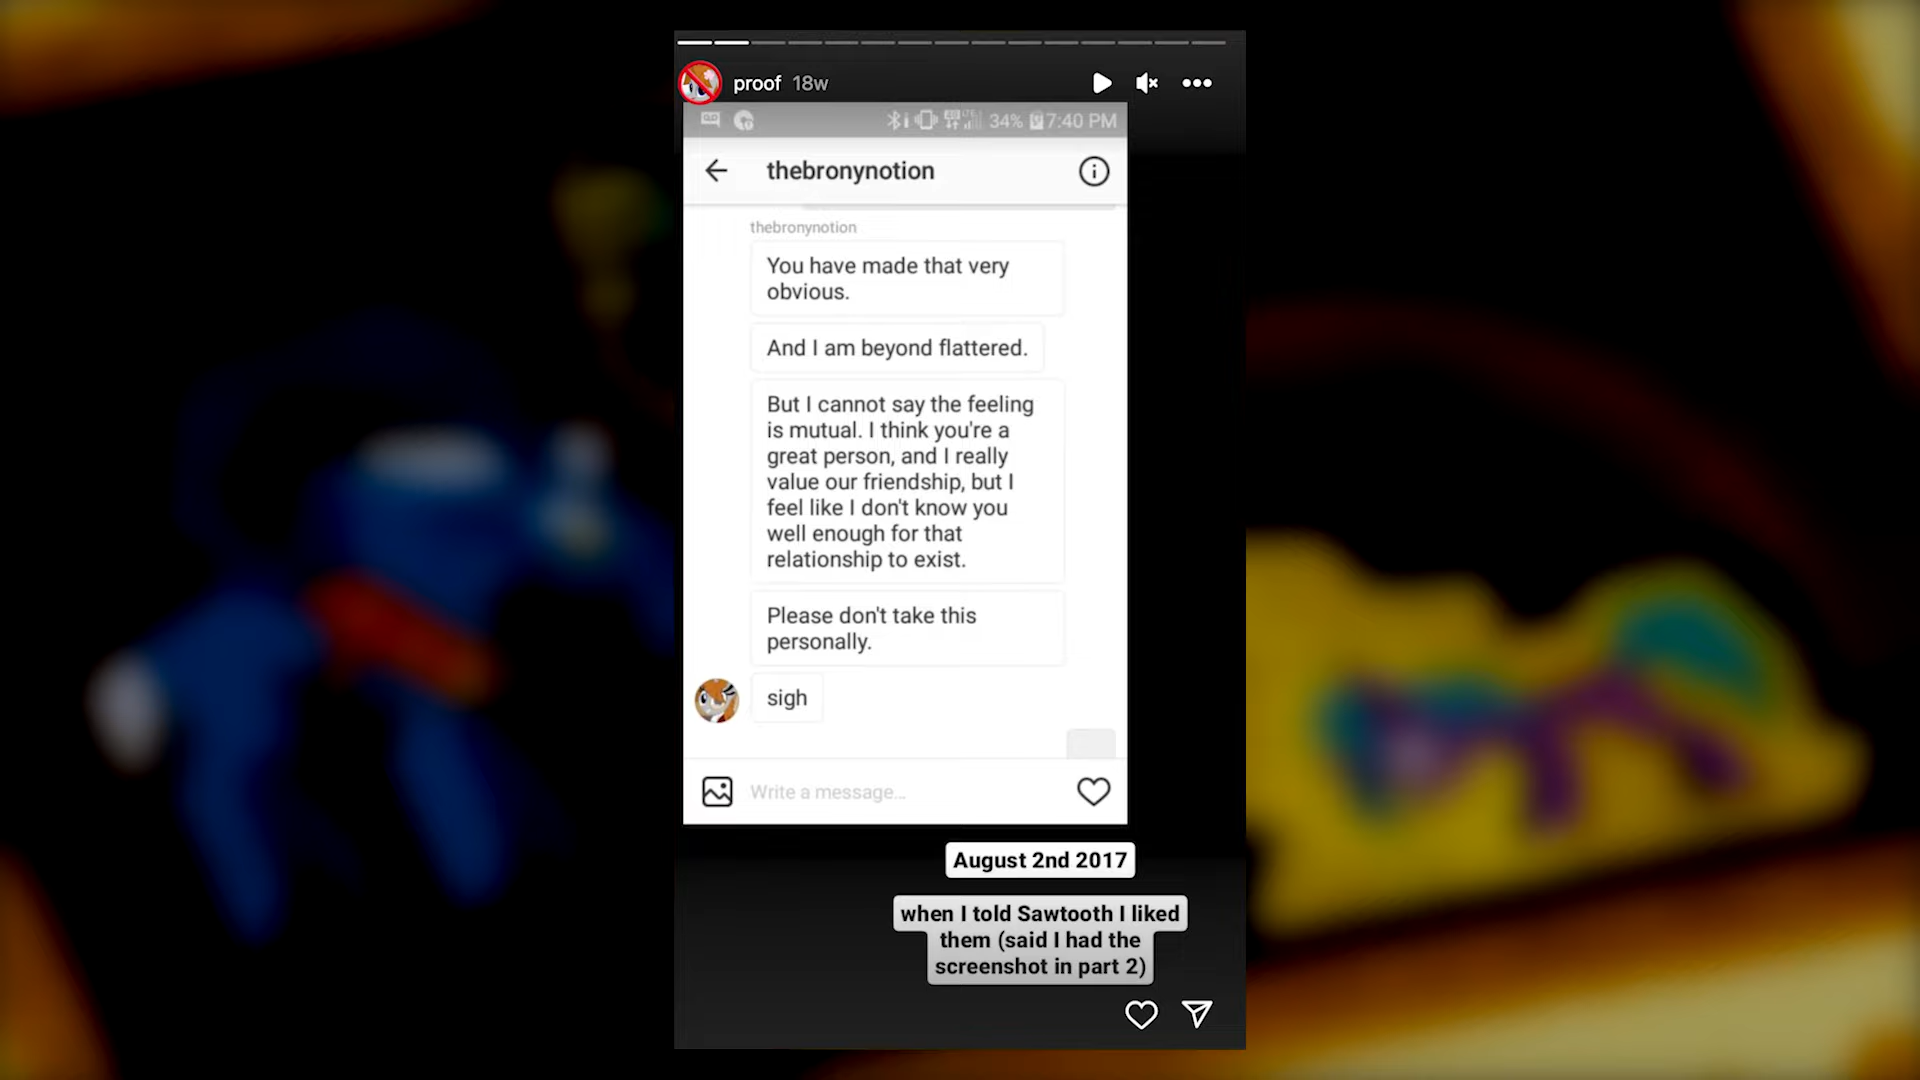 proof 18w
34% 7:40 PM
thebronynotion
thebronynotion
You have made that very
obvious.
And I am beyond flattered.
But I cannot say the feeling
is mutual. I think you're a
great person, and I really
value our friendship, but I
feel like I don't know you
well enough for that
relationship to exist.
Please don't take this
personally.
sigh
Write a message...
August 2nd 2017
when I told Sawtooth I liked
them (said I had the
screenshot in part 2)